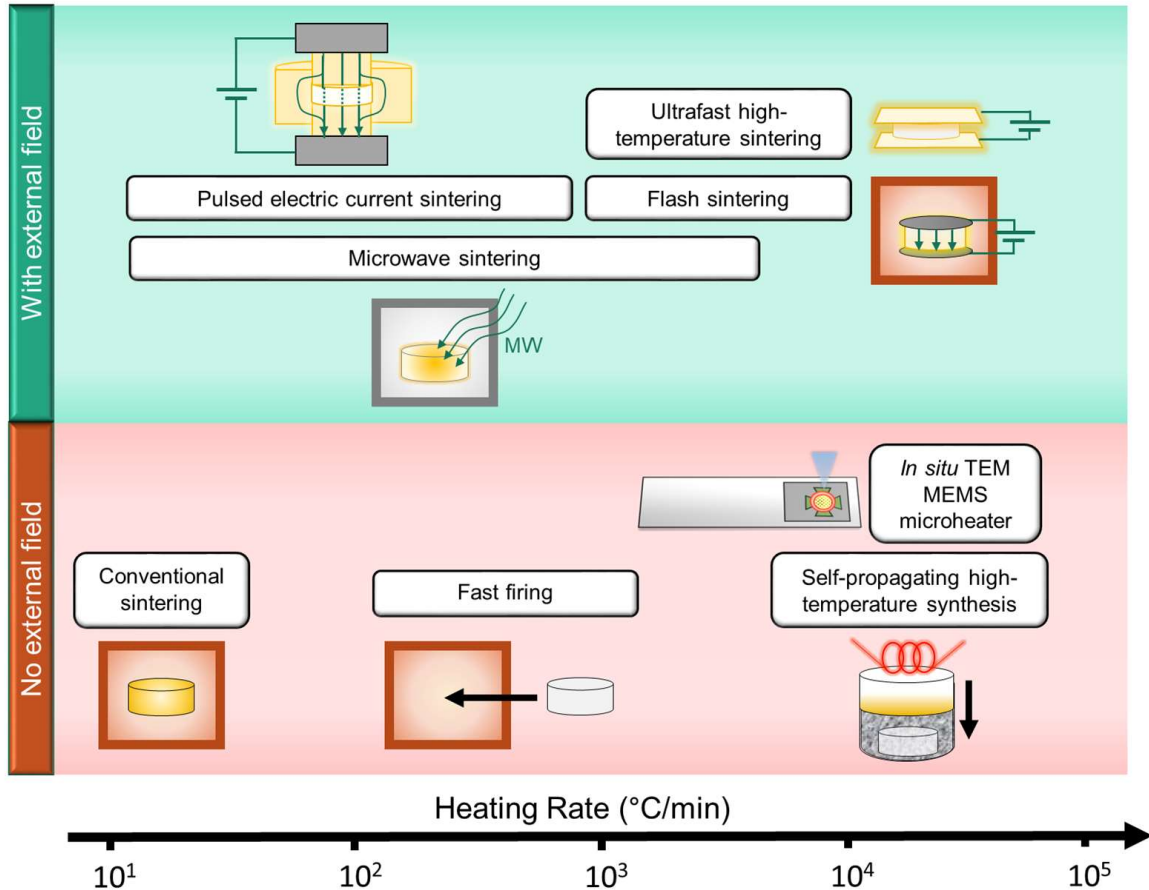 With external field
Ultrafast high-
temperature sintering
Pulsed electric current sintering
Flash sintering
Microwave sintering
MW
No external field
In situ TEM
MEMS
microheater
Conventional
sintering
Fast firing
Self-propagating high-
temperature synthesis
Heating Rate (°C/min)
10¹ 10² 10³ 10⁴ 10⁵